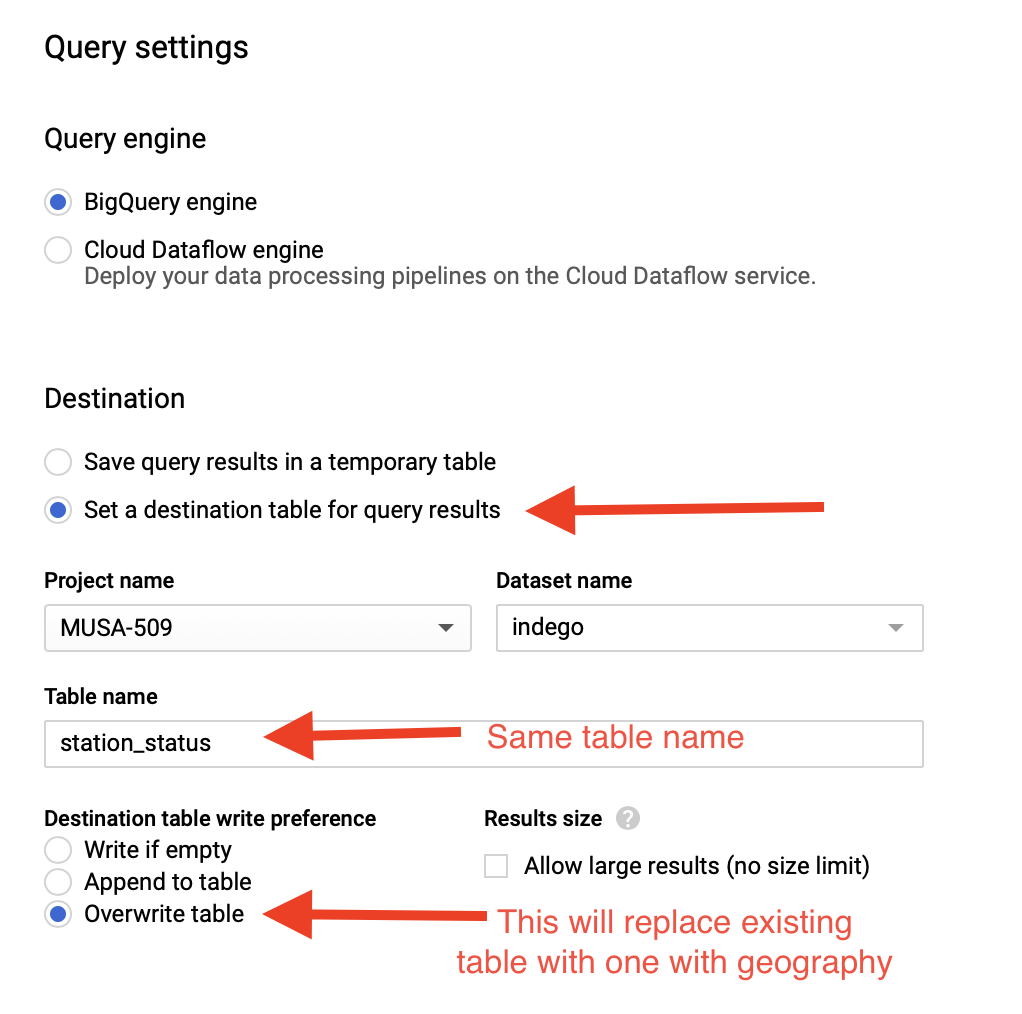 Query settings
Query engine
BigQuery engine
Cloud Dataflow engine
Deploy your data processing pipelines on the Cloud Dataflow service.
Destination
Save query results in a temporary table
Set a destination table for query results
Project name
Dataset name
MUSA-509
indego
Table name
station_status
Same table name
Destination table write preference
Results size ?
Write if empty
Append to table
Overwrite table
Allow large results (no size limit)
This will replace existing
table with one with geography